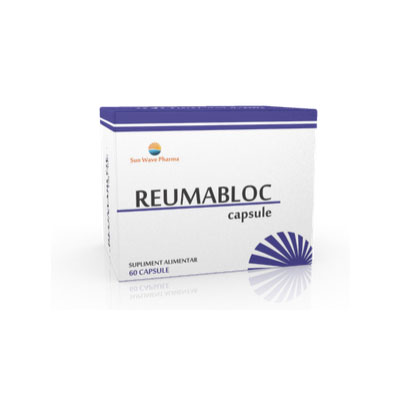 Sun Wave Pharma
REUMABLOC
capsule
SUPLIMENT ALIMENTAR
60 CAPSULE